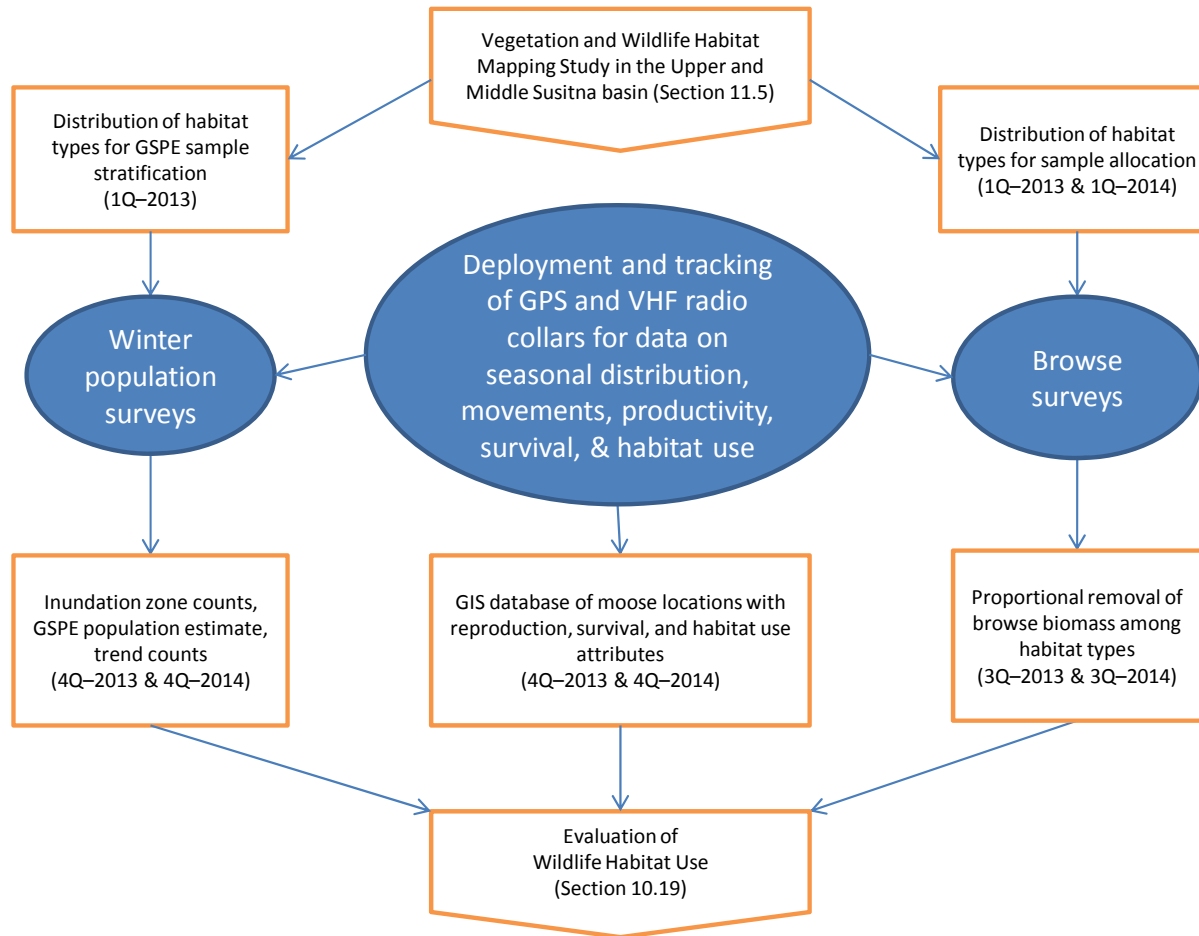 Vegetation and Wildlife Habitat
Mapping Study in the Upper and
Middle Susitna basin (Section 11.5)
Distribution of habitat
types for GSPE sample
stratification
(1Q–2013)
Distribution of habitat
types for sample allocation
(1Q–2013 & 1Q–2014)
Winter
population
surveys
Deployment and tracking
of GPS and VHF radio
collars for data on
seasonal distribution,
movements, productivity,
survival, & habitat use
Browse
surveys
Inundation zone counts,
GSPE population estimate,
trend counts
(4Q–2013 & 4Q–2014)
GIS database of moose locations with
reproduction, survival, and habitat use
attributes
(4Q–2013 & 4Q–2014)
Proportional removal of
browse biomass among
habitat types
(3Q–2013 & 3Q–2014)
Evaluation of
Wildlife Habitat Use
(Section 10.19)